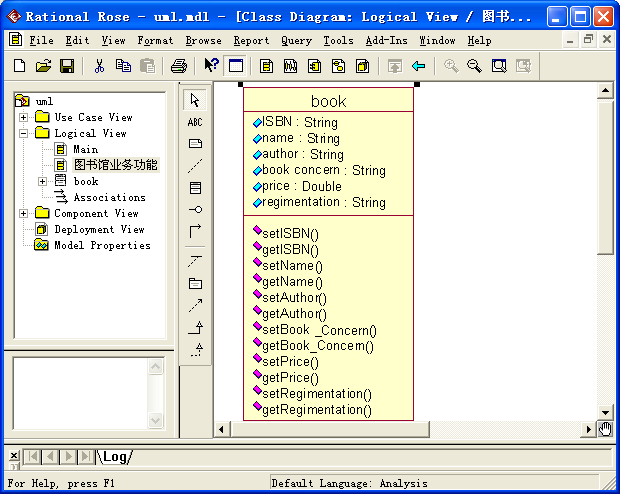 Rational Rose - uml.mdl - [Class Diagram: Logical View / 图书...
File Edit View Format Browse Report Query Tools Add-Ins Window Help
uml
Use Case View
Logical View
Main
图书馆业务功能
book
Associations
Component View
Deployment View
Model Properties
ABC
book
ISBN : String
name : String
author : String
book concern : String
price : Double
regimentation : String
setISBN()
getISBN()
setName()
getName()
setAuthor()
getAuthor()
setBook _Concern()
getBook_Concern()
setPrice()
getPrice()
setRegimentation()
getRegimentation()
Log
For Help, press F1
Default Language: Analysis